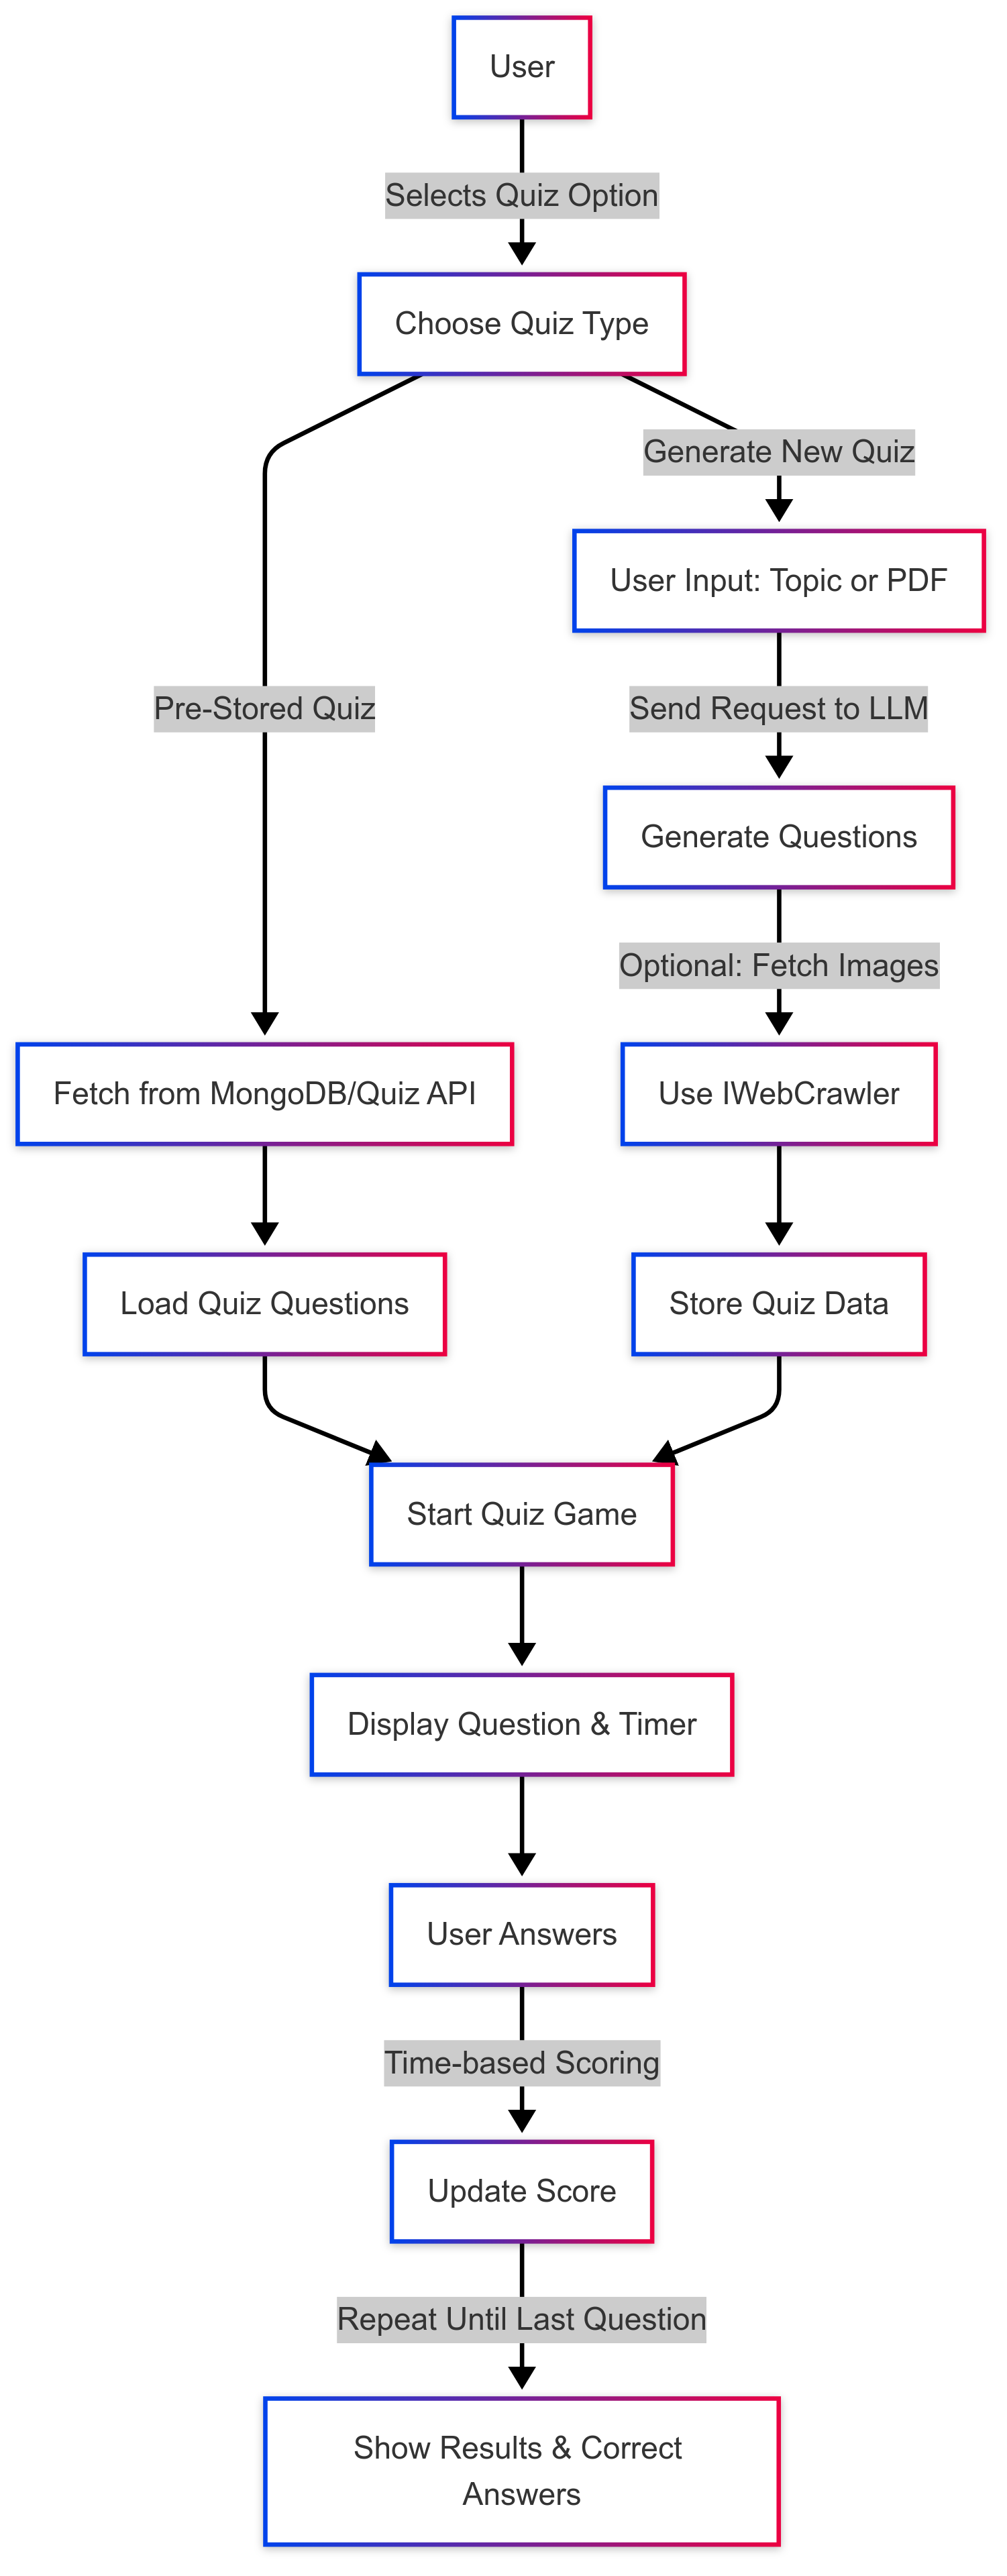 User
Selects Quiz Option
Choose Quiz Type
Generate New Quiz
User Input: Topic or PDF
Pre-Stored Quiz
Send Request to LLM
Generate Questions
Optional: Fetch Images
Fetch from MongoDB/Quiz API
Use IWebCrawler
Load Quiz Questions
Store Quiz Data
Start Quiz Game
Display Question & Timer
User Answers
Time-based Scoring
Update Score
Repeat Until Last Question
Show Results & Correct
Answers